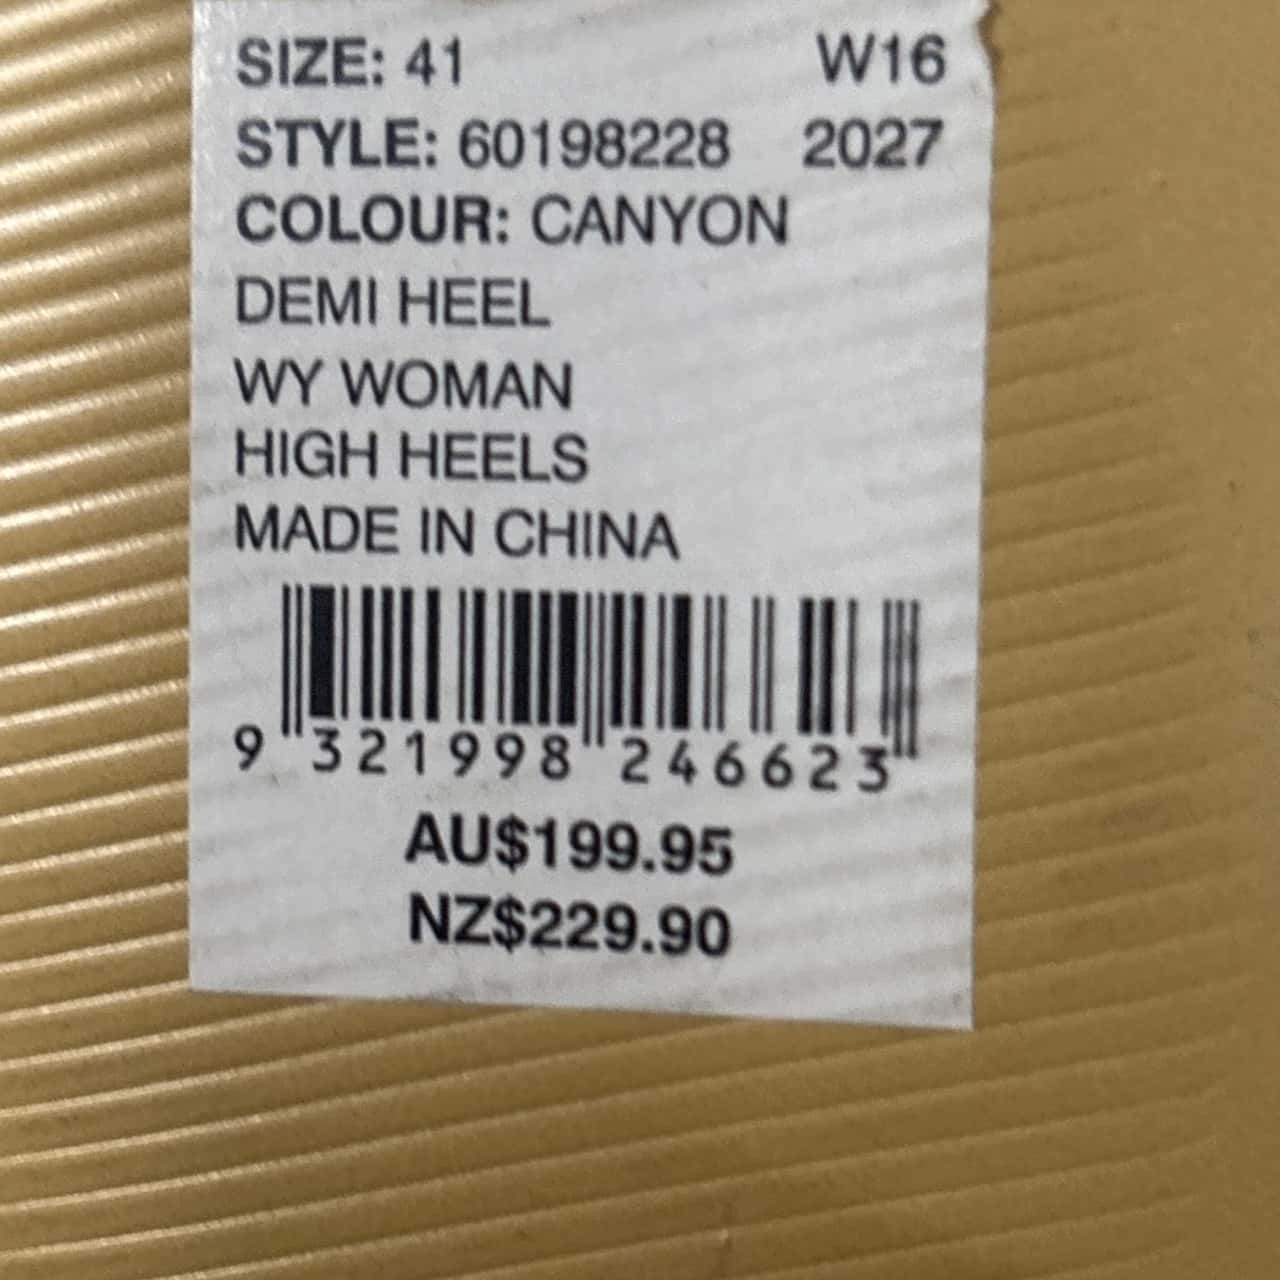 SIZE: 41 W16
STYLE: 60198228 2027
COLOUR: CANYON
DEMI HEEL
WY WOMAN
HIGH HEELS
MADE IN CHINA
9 321998 246623
AU$199.95
NZ$229.90